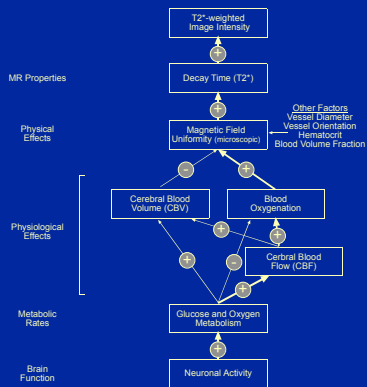 T2*-weighted
Image Intensity
+
MR Properties
Decay Time (T2*)
+
Physical
Effects
Magnetic Field
Uniformity (microscopic)
Other Factors
Vessel Diameter
Vessel Orientation
Hematocrit
Blood Volume Fraction
-
+
Physiological
Effects
Cerebral Blood
Volume (CBV)
Blood
Oxygenation
+
+
Cerbral Blood
Flow (CBF)
+
-
+
Metabolic
Rates
Glucose and Oxygen
Metabolism
+
Brain
Function
Neuronal Activity